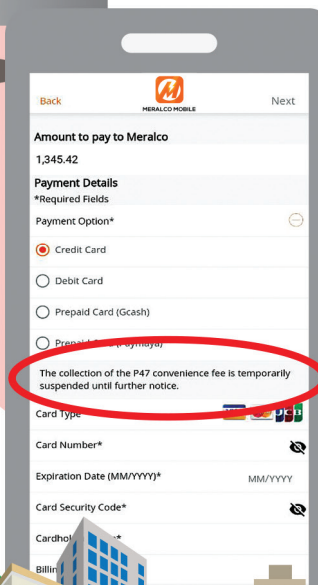 Back
MERALCO MOBILE
Next
Amount to pay to Meralco
1,345.42
Payment Details
*Required Fields
Payment Option*
Credit Card
Debit Card
Prepaid Card (Gcash)
Prepaid Card (Paymaya)
The collection of the P47 convenience fee is temporarily
suspended until further notice.
Card Type
JCB
Card Number*
Expiration Date (MM/YYYY)*
MM/YYYY
Card Security Code*